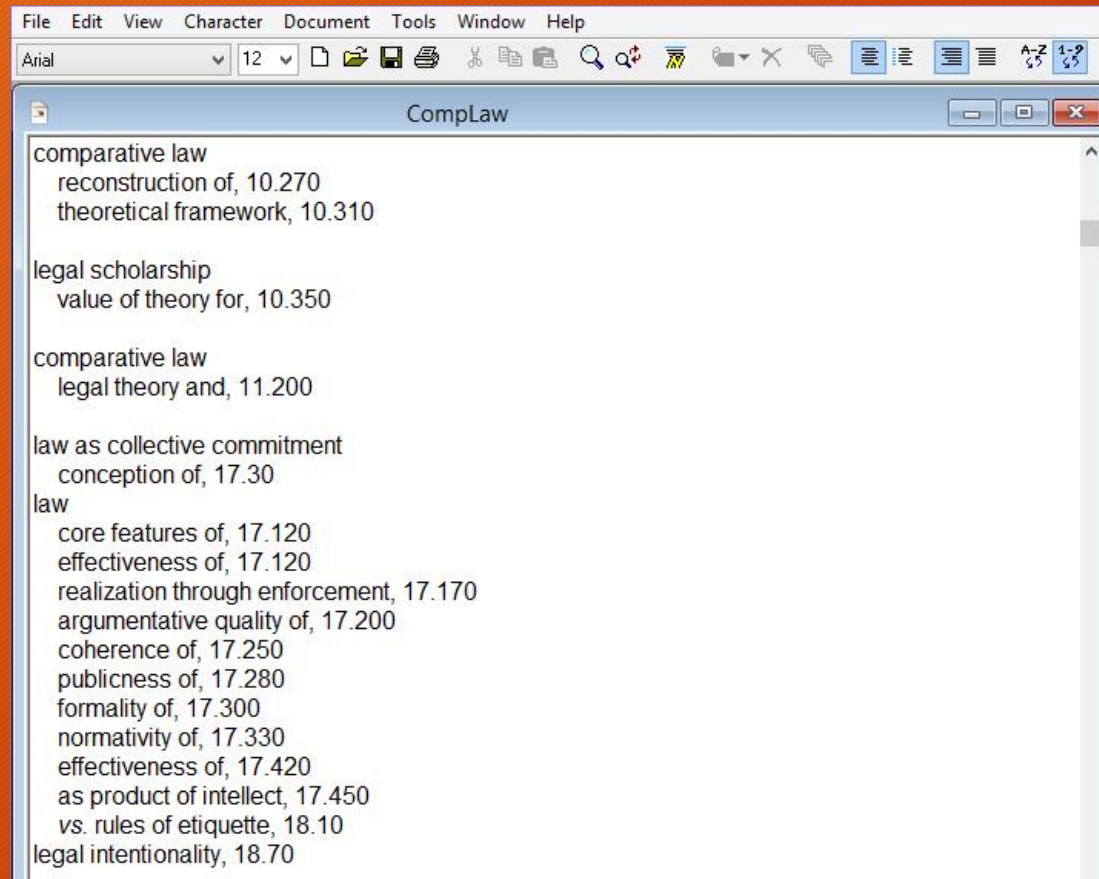 File Edit View Character Document Tools Window Help
Arial 12 A-Z 1-9
CompLaw
comparative law
reconstruction of, 10.270
theoretical framework, 10.310
legal scholarship
value of theory for, 10.350
comparative law
legal theory and, 11.200
law as collective commitment
conception of, 17.30
law
core features of, 17.120
effectiveness of, 17.120
realization through enforcement, 17.170
argumentative quality of, 17.200
coherence of, 17.250
publicness of, 17.280
formality of, 17.300
normativity of, 17.330
effectiveness of, 17.420
as product of intellect, 17.450
vs. rules of etiquette, 18.10
legal intentionality, 18.70